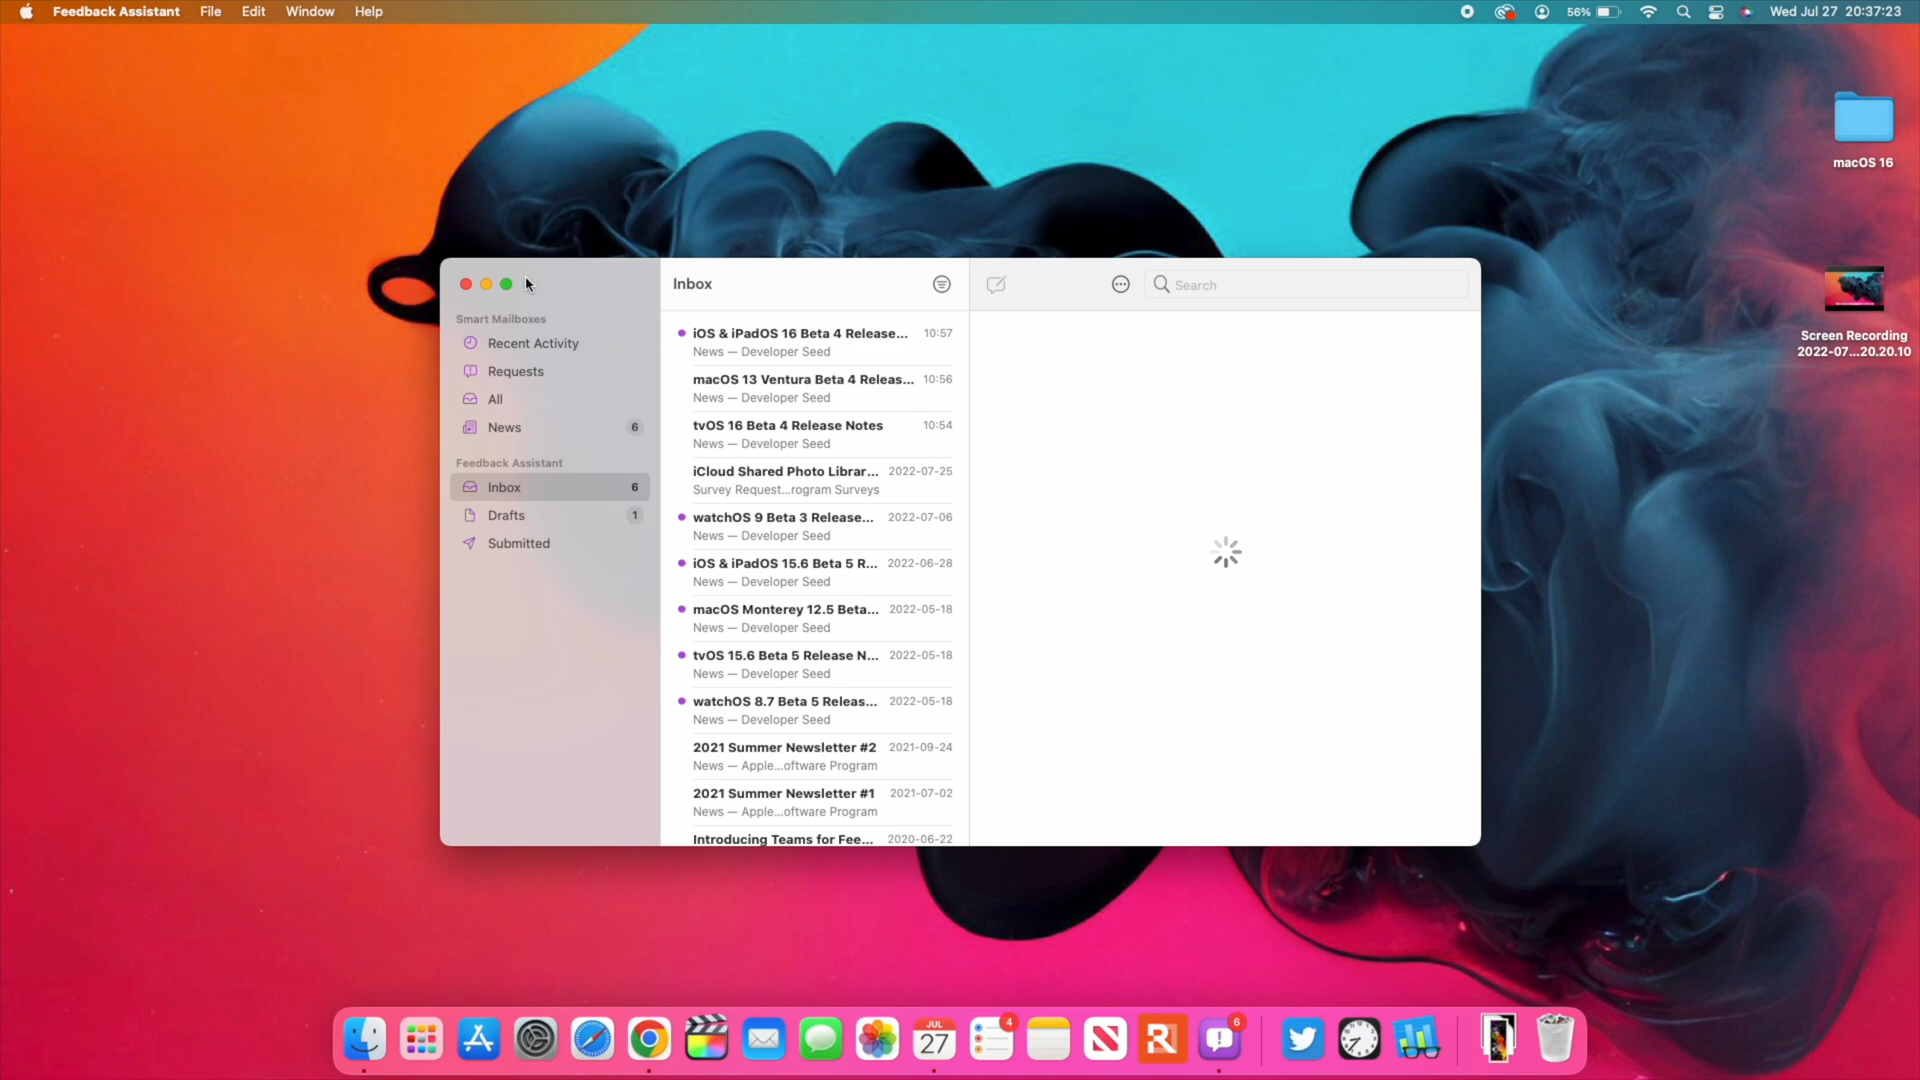 Feedback Assistant File Edit Window Help 56% Wed Jul 27 20:37:23
macOS 16
Screen Recording
2022-07...20.20.10
Smart Mailboxes
Recent Activity
Requests
All
News 6
Feedback Assistant
Inbox 6
Drafts 1
Submitted
Inbox
iOS & iPadOS 16 Beta 4 Release... 10:57
News — Developer Seed
macOS 13 Ventura Beta 4 Releas... 10:56
News — Developer Seed
tvOS 16 Beta 4 Release Notes 10:54
News — Developer Seed
iCloud Shared Photo Librar... 2022-07-25
Survey Request...rogram Surveys
watchOS 9 Beta 3 Release... 2022-07-06
News — Developer Seed
iOS & iPadOS 15.6 Beta 5 R... 2022-06-28
News — Developer Seed
macOS Monterey 12.5 Beta... 2022-05-18
News — Developer Seed
tvOS 15.6 Beta 5 Release N... 2022-05-18
News — Developer Seed
watchOS 8.7 Beta 5 Releas... 2022-05-18
News — Developer Seed
2021 Summer Newsletter #2 2021-09-24
News — Apple...oftware Program
2021 Summer Newsletter #1 2021-07-02
News — Apple...oftware Program
Introducing Teams for Fee... 2020-06-22
Search
JUL
27
4
6